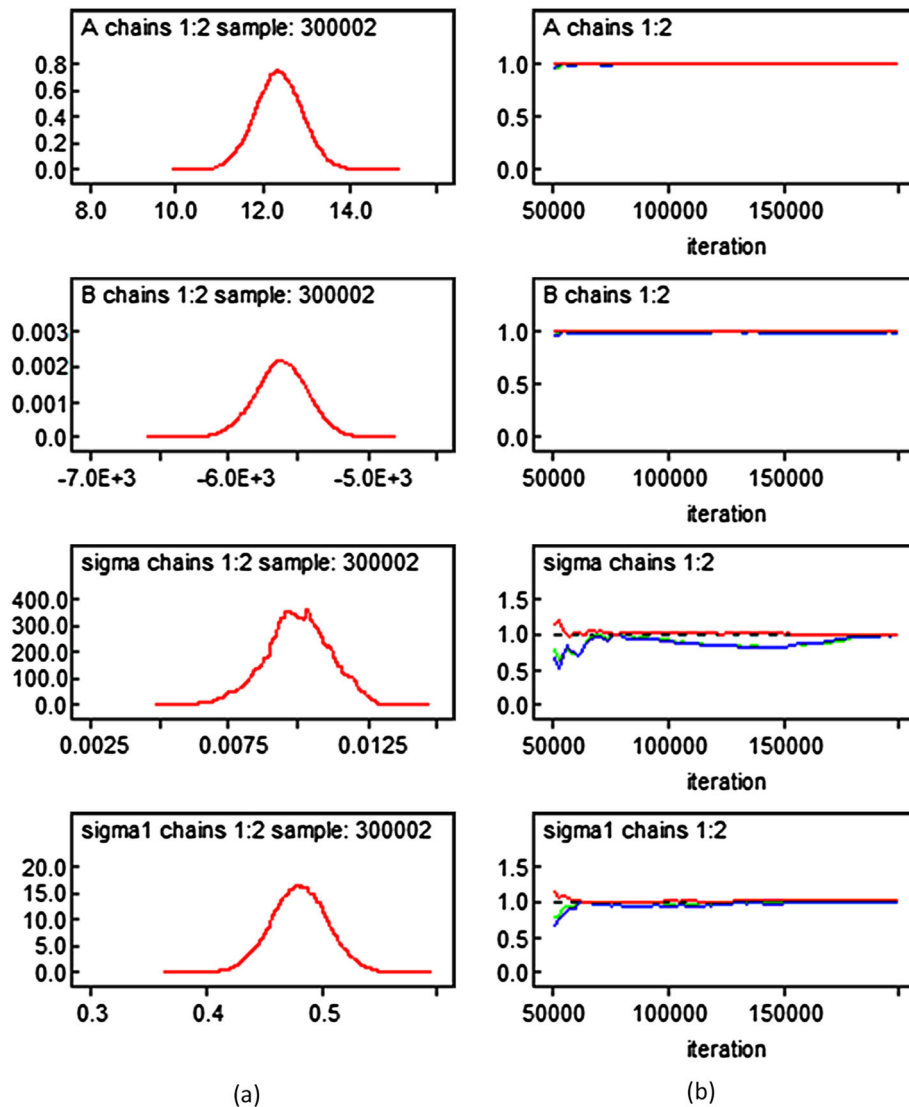 A chains 1:2 sample: 300002
0.8
0.6
0.4
0.2
0.0
8.0 10.0 12.0 14.0
A chains 1:2
1.0
0.5
0.0
50000 100000 150000
iteration
B chains 1:2 sample: 300002
0.003
0.002
0.001
0.0
-7.0E+3 -6.0E+3 -5.0E+3
B chains 1:2
1.0
0.5
0.0
50000 100000 150000
iteration
sigma chains 1:2 sample: 300002
400.0
300.0
200.0
100.0
0.0
0.0025 0.0075 0.0125
sigma chains 1:2
1.5
1.0
0.5
0.0
50000 100000 150000
iteration
sigma1 chains 1:2 sample: 300002
20.0
15.0
10.0
5.0
0.0
0.3 0.4 0.5
sigma1 chains 1:2
1.5
1.0
0.5
0.0
50000 100000 150000
iteration
(a) (b)